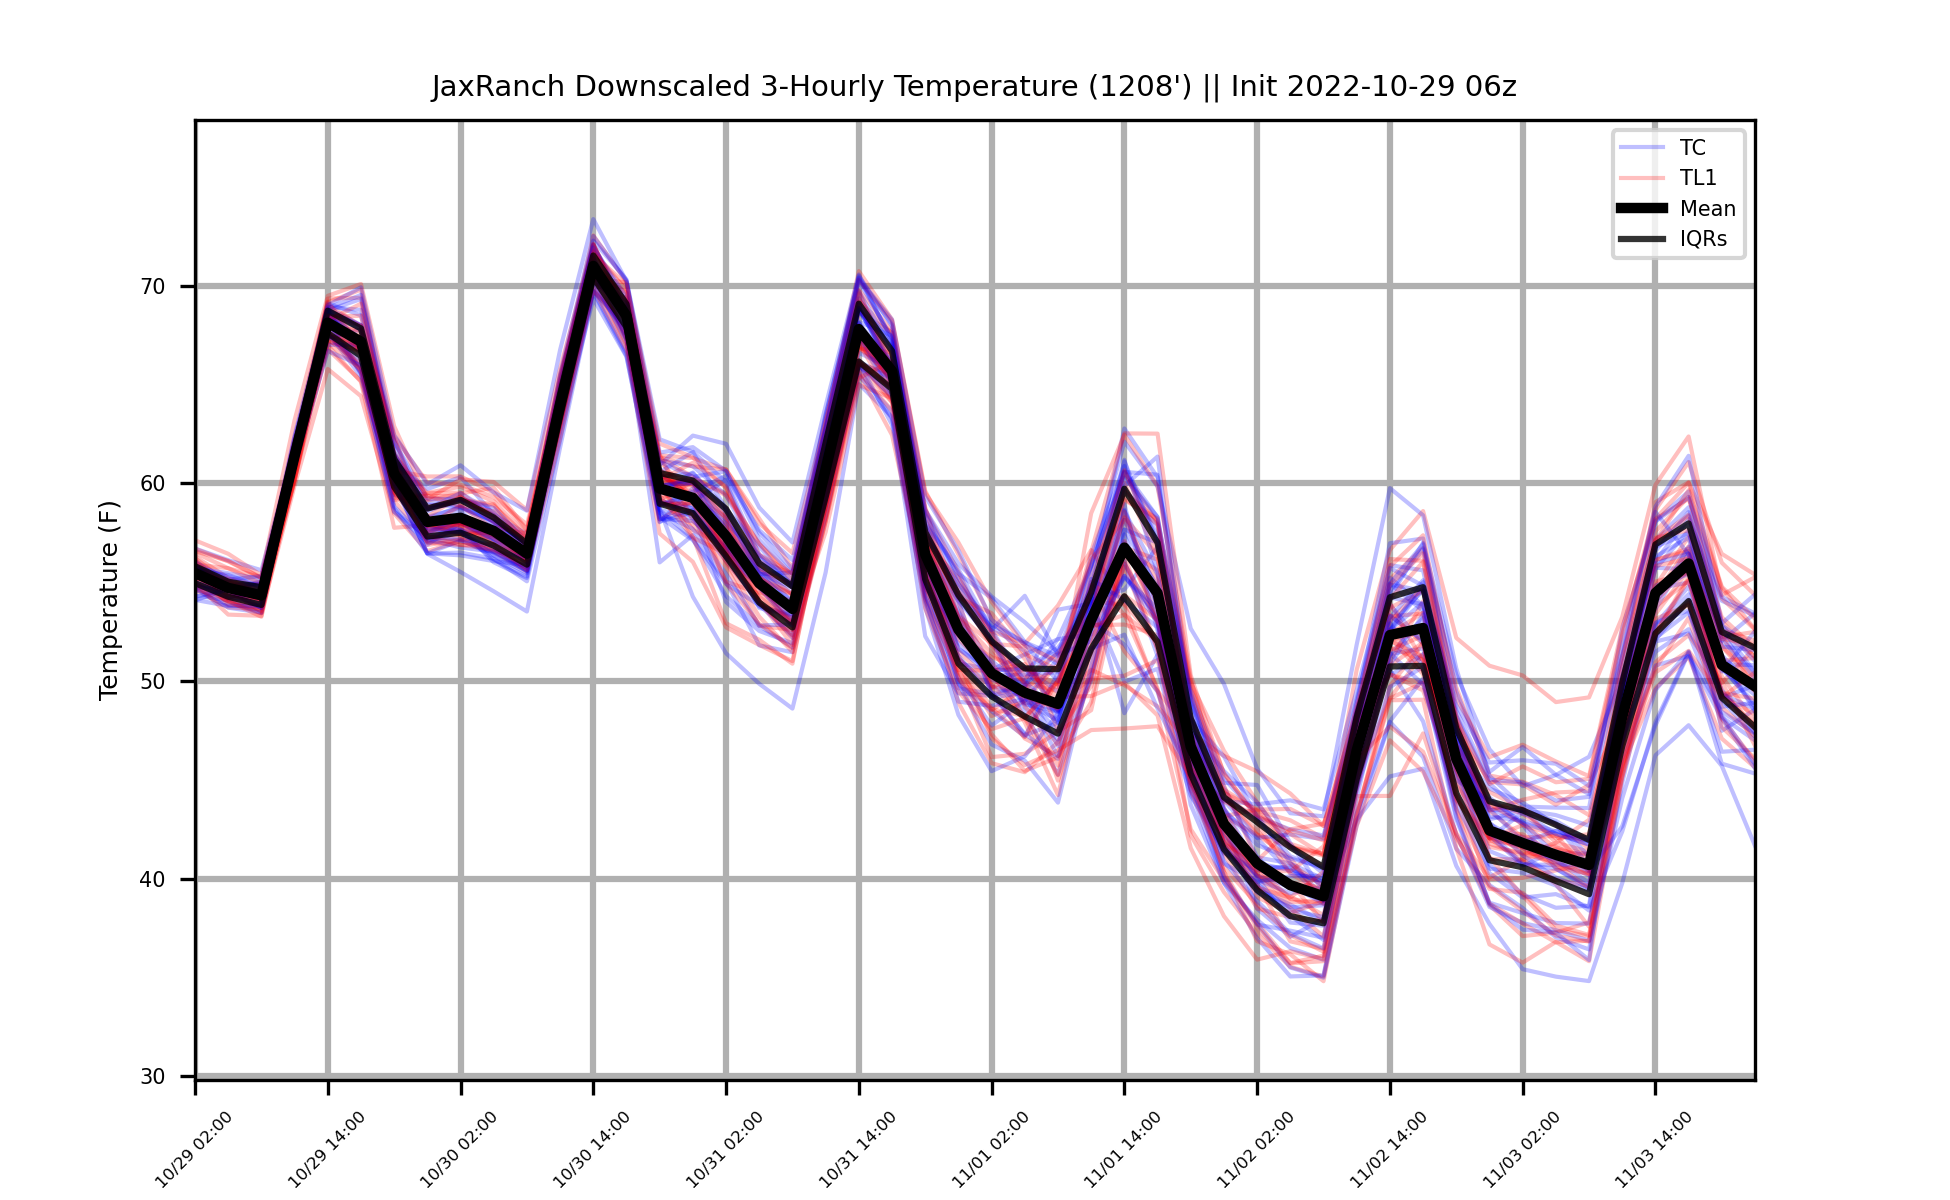 JaxRanch Downscaled 3-Hourly Temperature (1208') || Init 2022-10-29 06z
TC
TL1
Mean
IQRs
Temperature (F)
70
60
50
40
30
10/29 02:00
10/29 14:00
10/30 02:00
10/30 14:00
10/31 02:00
10/31 14:00
11/01 02:00
11/01 14:00
11/02 02:00
11/02 14:00
11/03 02:00
11/03 14:00